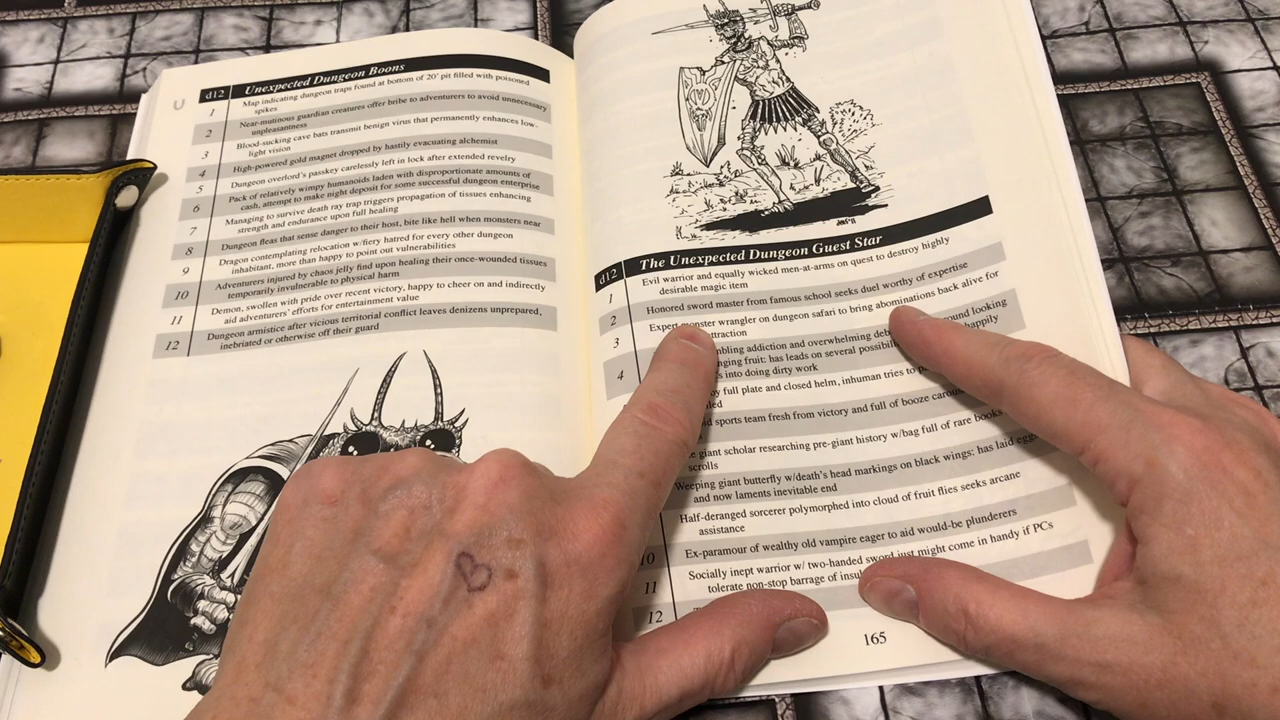 d12 Unexpected Dungeon Boons
1 Map indicating dungeon traps found at bottom of 20' pit filled with poisoned
spikes
2 Near-mutinous guardian creatures offer bribe to adventurers to avoid unnecessary
unpleasantness
3 Blood-sucking cave bats transmit benign virus that permanently enhances low-
light vision
4 High-powered gold magnet dropped by hastily evacuating alchemist
5 Dungeon overlord's passkey carelessly left in lock after extended revelry
6 Pack of relatively wimpy humanoids laden with disproportionate amounts of
cash, attempt to make night deposit for some successful dungeon enterprise
7 Managing to survive death ray trap triggers propagation of tissues enhancing
strength and endurance upon full healing
8 Dungeon fleas that sense danger to their host, bite like hell when monsters near
9 Dragon contemplating relocation w/fiery hatred for every other dungeon
inhabitant, more than happy to point out vulnerabilities
10 Adventurers injured by chaos jelly find upon healing their once-wounded tissues
temporarily invulnerable to physical harm
11 Demon, swollen with pride over recent victory, happy to cheer on and indirectly
aid adventurers' efforts for entertainment value
12 Dungeon armistice after vicious territorial conflict leaves denizens unprepared,
inebriated or otherwise off their guard
d12 The Unexpected Dungeon Guest Star
1 Evil warrior and equally wicked men-at-arms on quest to destroy highly
desirable magic item
2 Honored sword master from famous school seeks duel worthy of expertise
3 Expert monster wrangler on dungeon safari to bring abominations back alive for
attraction
4 addiction and overwhelming ound looking
fruit: has leads on several happily
into doing dirty work
full plate and closed helm, inhuman tries to
sports team fresh from victory and full of booze
giant scholar researching pre-giant history w/bag full of rare books
scrolls
Weeping giant butterfly w/death's head markings on black wings: has laid eggs
and now laments inevitable end
Half-deranged sorcerer polymorphed into cloud of fruit flies seeks arcane
assistance
10 Ex-paramour of wealthy old vampire eager to aid would-be plunderers
11 Socially inept warrior w/ two-handed sword just might come in handy if PCs
tolerate non-stop barrage of
12
165